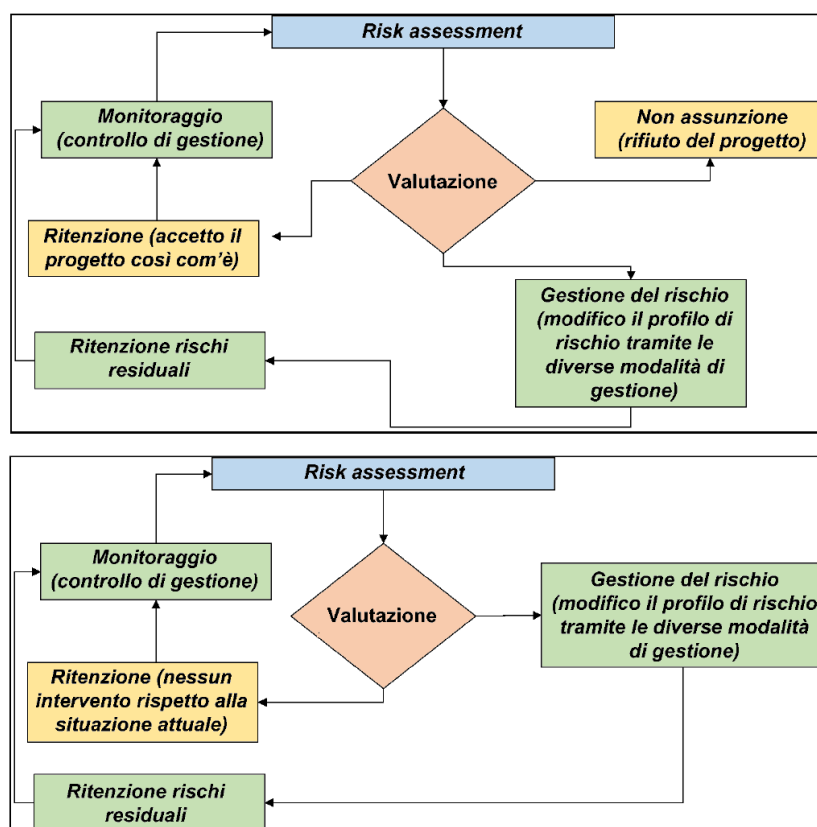 Risk assessment
Monitoraggio
(controllo di gestione)
Non assunzione
(rifiuto del progetto)
Valutazione
Ritenzione (accetto il
progetto così com'è)
Gestione del rischio
(modifico il profilo di
rischio tramite le
diverse modalità di
gestione)
Ritenzione rischi
residuali
Risk assessment
Monitoraggio
(controllo di gestione)
Valutazione
Gestione del rischio
(modifico il profilo di rischio
tramite le diverse modalità
di gestione)
Ritenzione (nessun
intervento rispetto alla
situazione attuale)
Ritenzione rischi
residuali